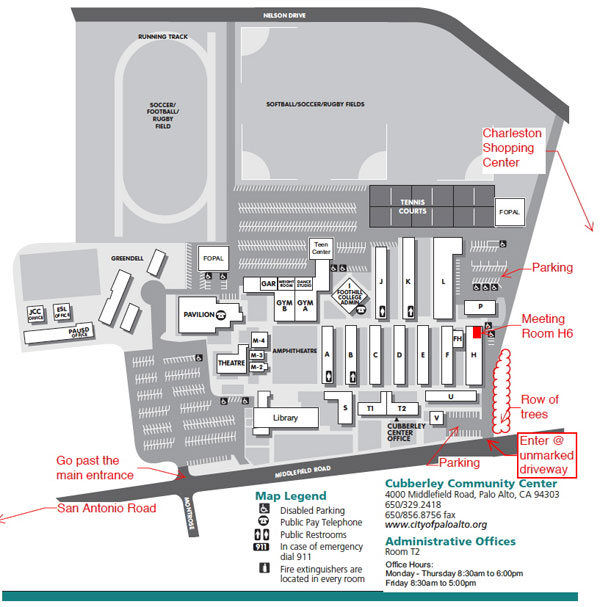 NELSON DRIVE
RUNNING TRACK
SOCCER/
FOOTBALL/
RUGBY
FIELD
SOFTBALL/SOCCER/RUGBY FIELDS
Charleston
Shopping
Center
TENNIS
COURTS
FOPAL
GREENDELL
FOPAL
Teen
Center
Parking
GAR
WEIGHT
ROOM
DANCE
STUDIO
GYM
B
GYM
A
I
FOOTHILL
COLLEGE
ADMIN.
J
K
L
P
JCC
OFFICE
ESL
OFFICE
PAUSD
OFFICE
PAVILION
Meeting
Room H6
M-4
M-3
M-2
THEATRE
AMPHITHEATRE
A
B
C
D
E
F
FH
H
Row of
trees
Library
S
T1
T2
U
V
CUBBERLEY
CENTER
OFFICE
Enter @
unmarked
driveway
Parking
Go past the
main entrance
MIDDLEFIELD ROAD
MONTROSE
San Antonio Road
Map Legend
Disabled Parking
Public Pay Telephone
Public Restrooms
911 In case of emergency
dial 911
Fire extinguishers are
located in every room
Cubberley Community Center
4000 Middlefield Road, Palo Alto, CA 94303
650/329.2418
650/856.8756 fax
www.cityofpaloalto.org
Administrative Offices
Room T2
Office Hours:
Monday - Thursday 8:30am to 6:00pm
Friday 8:30am to 5:00pm